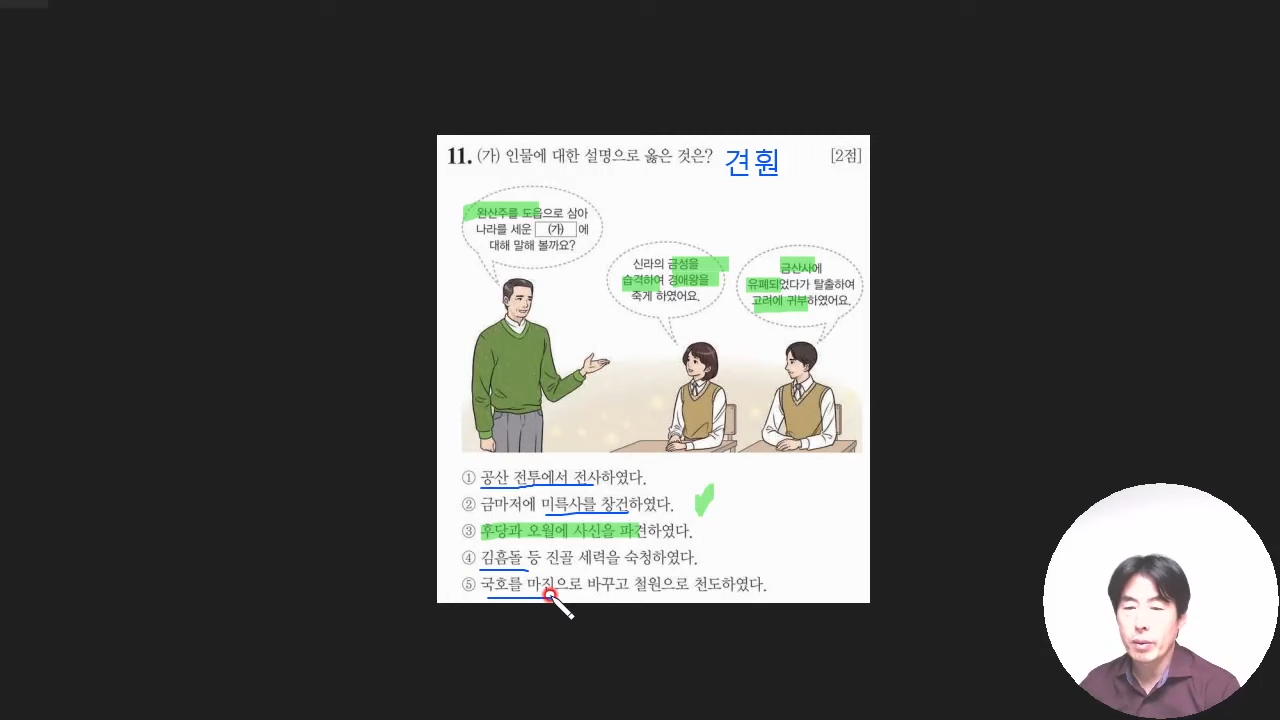 11. (가) 인물에 대한 설명으로 옳은 것은? 견훤 [2점]
완산주를 도읍으로 삼아
나라를 세운 (가) 에
대해 말해 볼까요?
신라의 금성을
습격하여 경애왕을
죽게 하였어요.
금산사에
유폐되었다가 탈출하여
고려에 귀부하였어요.
① 공산 전투에서 전사하였다.
② 금마저에 미륵사를 창건하였다.
③ 후당과 오월에 사신을 파견하였다.
④ 김흠돌 등 진골 세력을 숙청하였다.
⑤ 국호를 마진으로 바꾸고 철원으로 천도하였다.